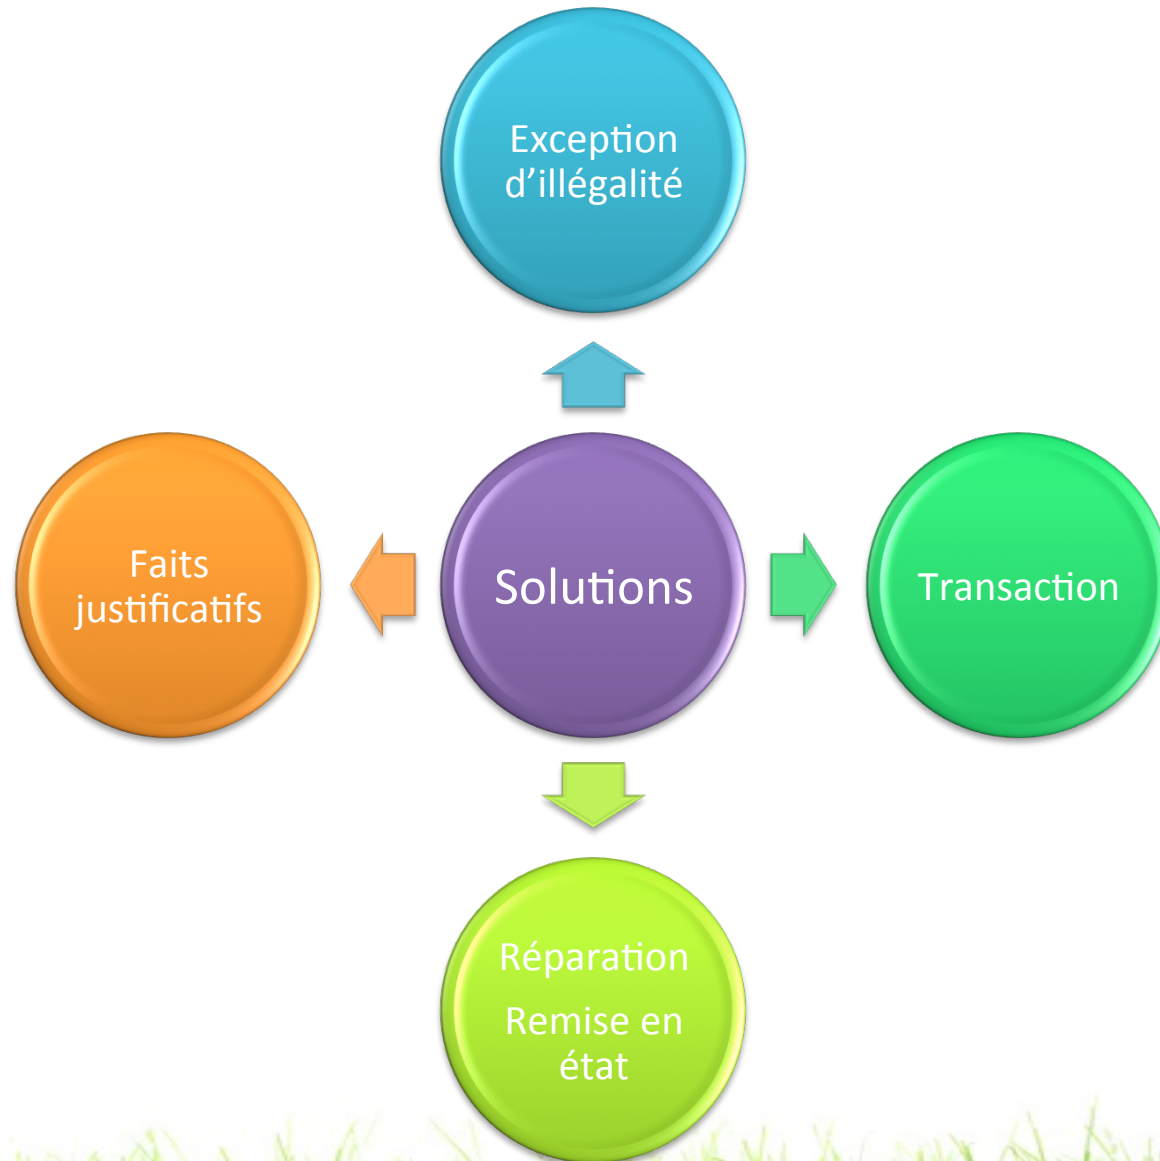 Exception
d’illégalité
Faits
justificatifs
Solutions
Transaction
Réparation
Remise en
état